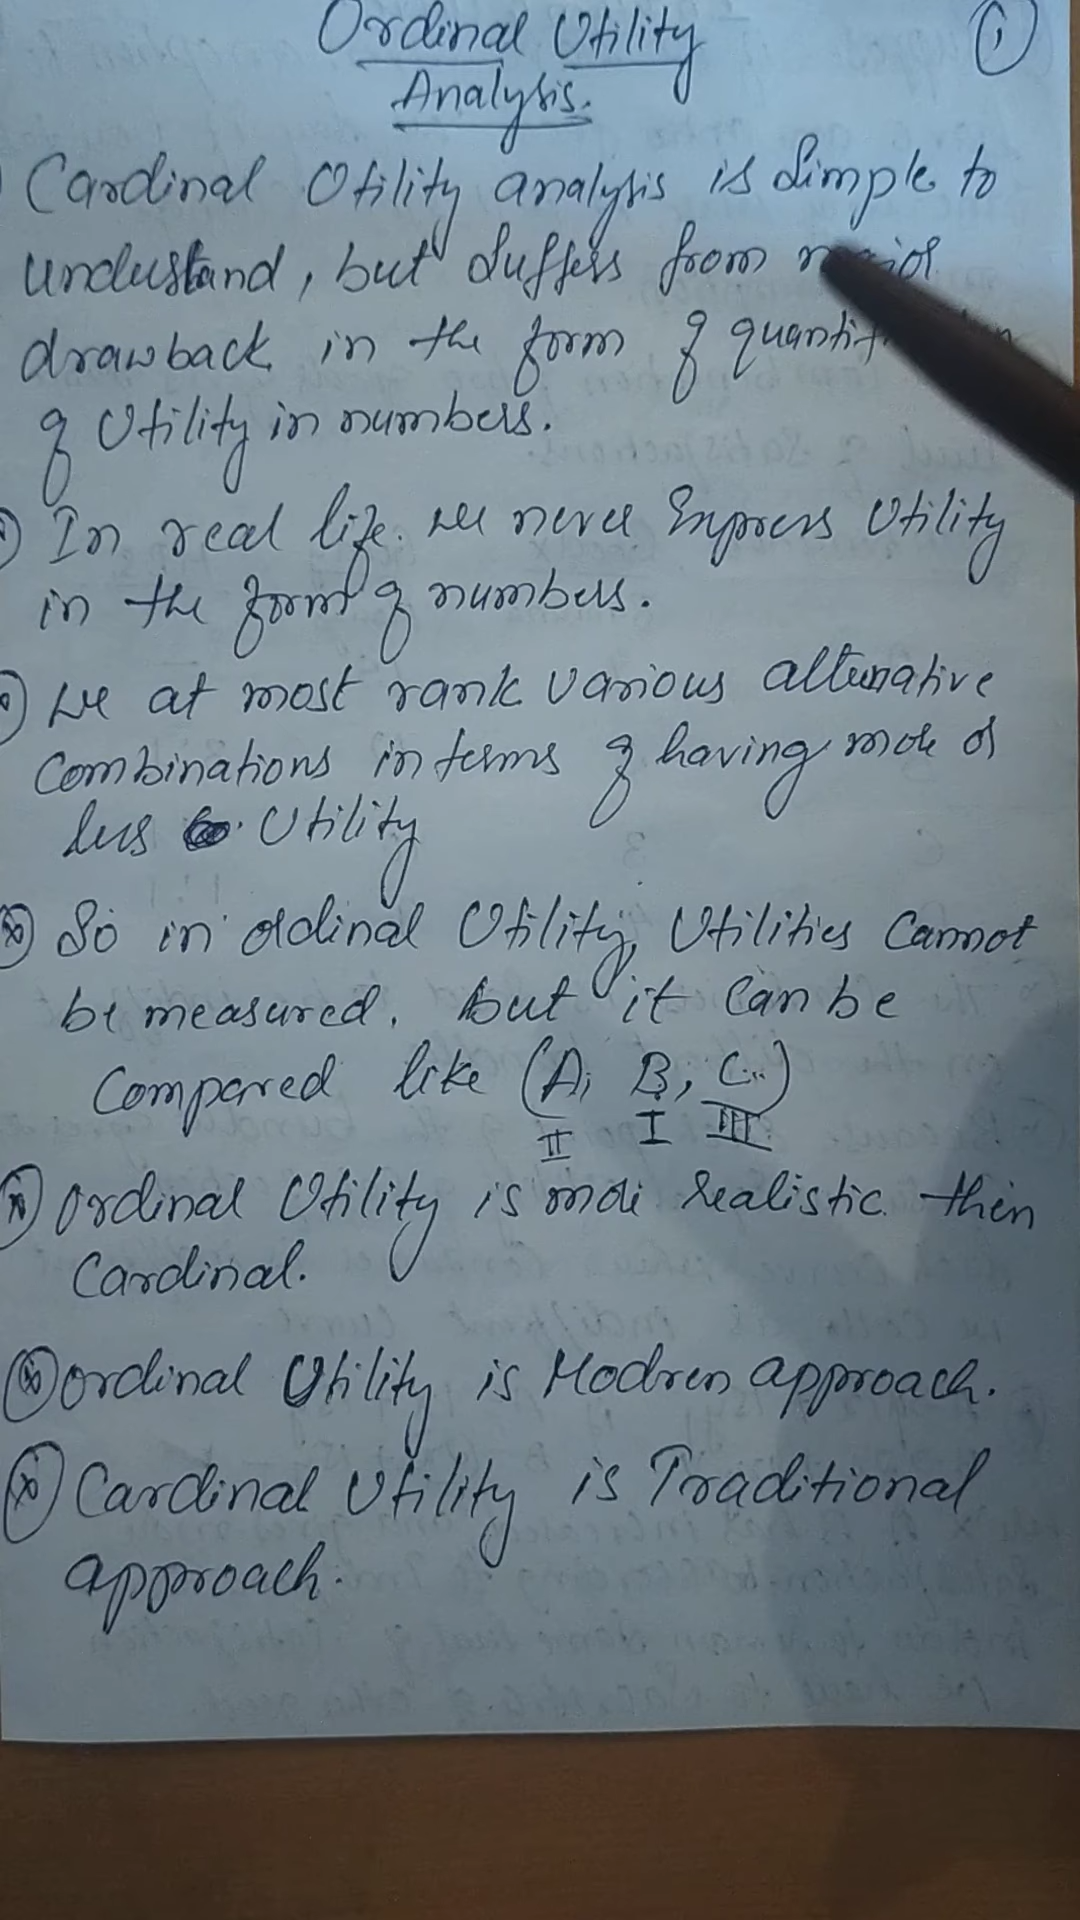 Ordinal Utility
Analysis.
1
Cardinal Utility analysis is simple to
understand, but suffers from
drawback in the form of
of Utility in numbers.
In real life. we never Express Utility
in the form of numbers.
we at most rank various alternative
Combinations in terms of having more or
less Utility
So in ordinal Utility, Utilities Cannot
be measured, but it Can be
Compared like (A, B, C..)
II I III
Ordinal Utility is more realistic then
Cardinal.
ordinal Utility is Modren approach.
Cardinal Utility is Traditional
approach.